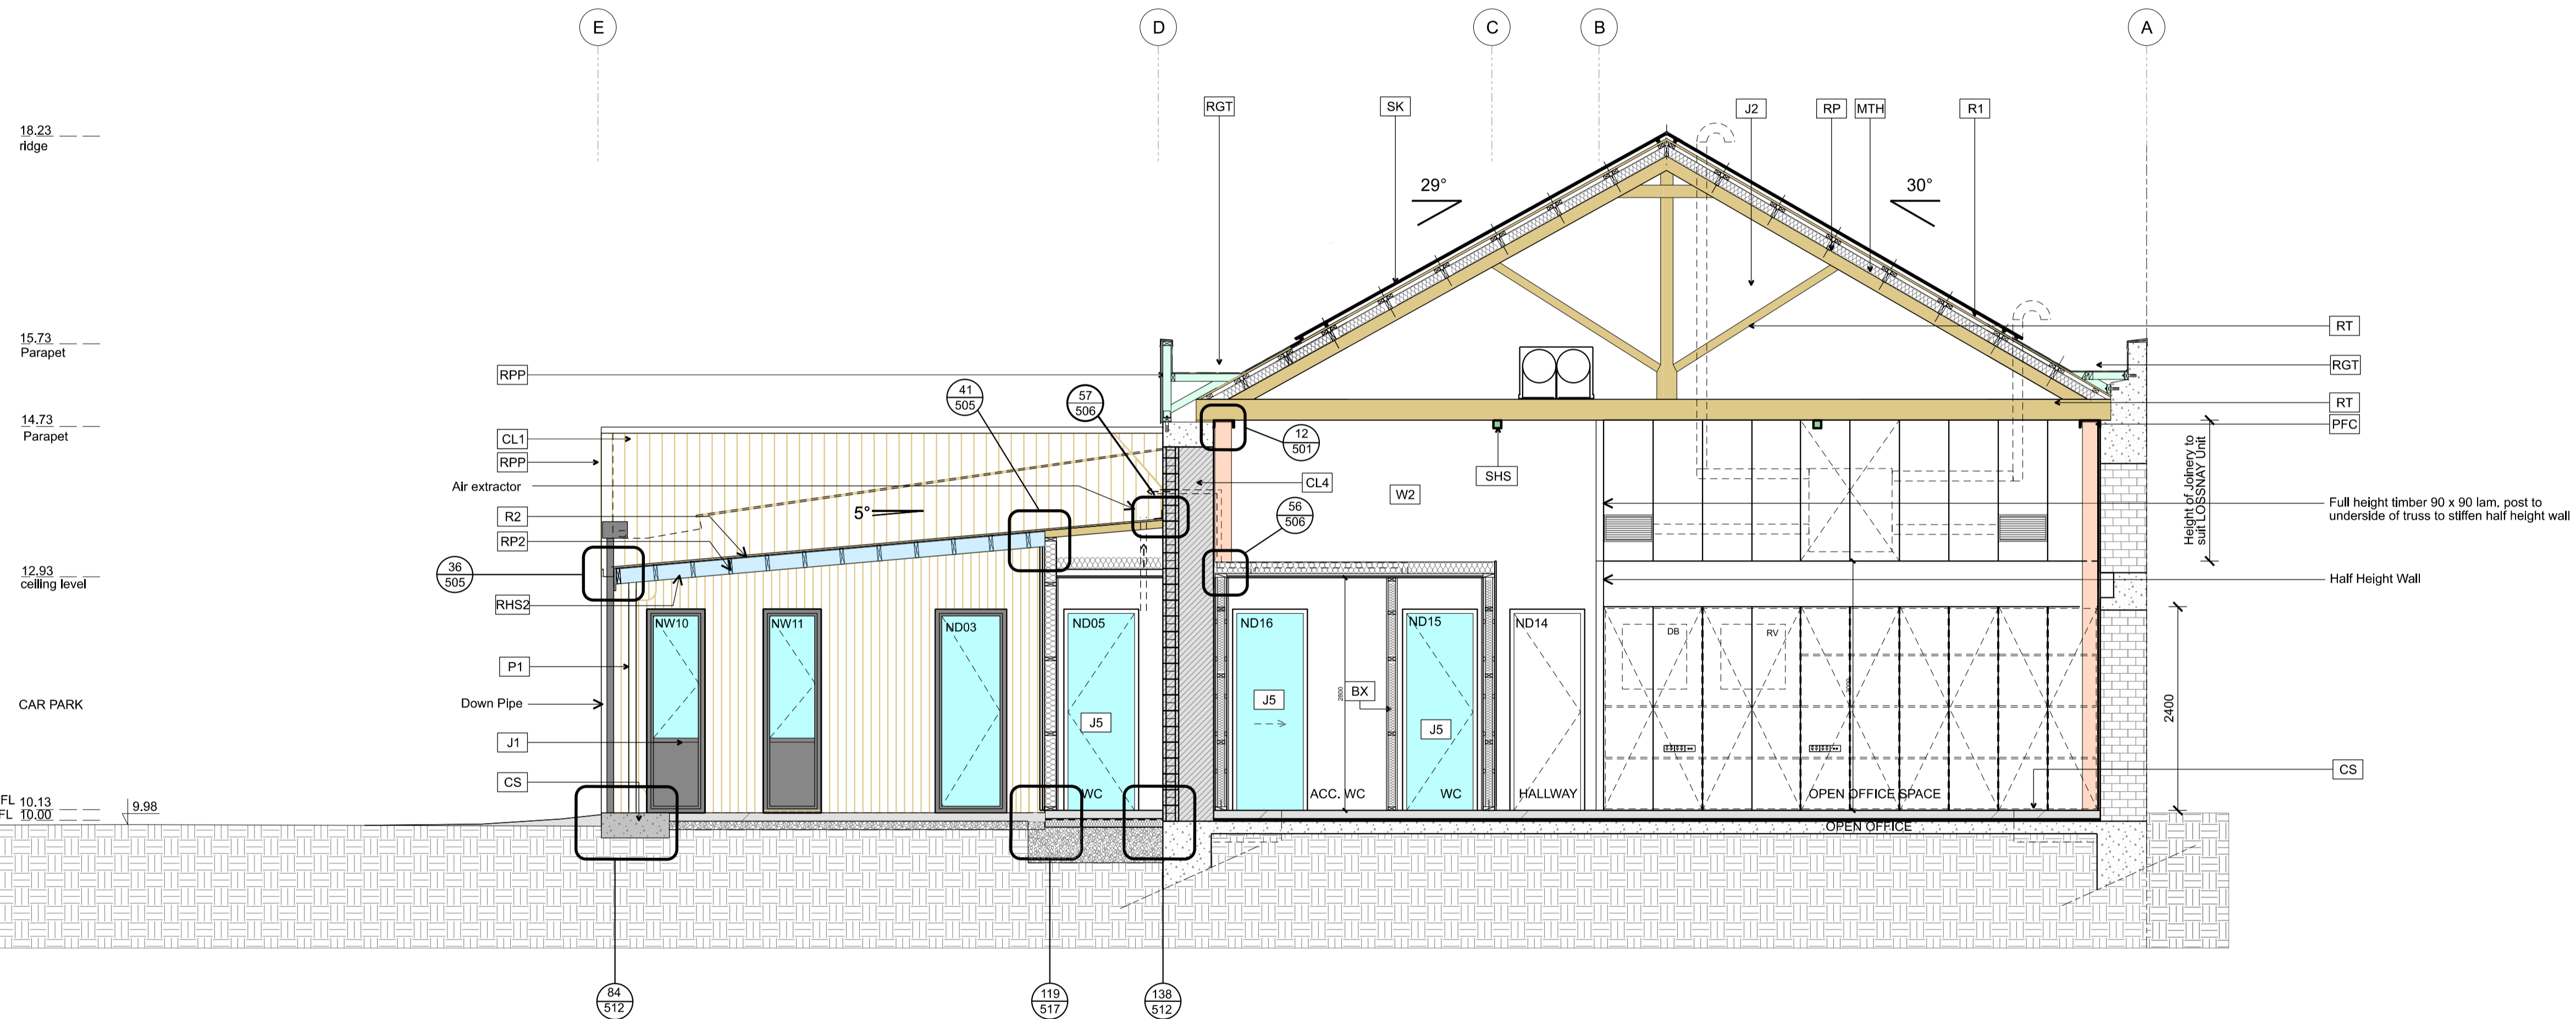 E
D
C
B
A
RGT
SK
J2
RP
MTH
R1
18.23
ridge
29°
30°
15.73
Parapet
RT
RGT
RPP
41
505
57
506
RT
14.73
Parapet
PFC
CL1
12
501
RPP
SHS
Height of Joinery to
suit LOSSNAY Unit
Air extractor
CL4
W2
Full height timber 90 x 90 lam. post to
underside of truss to stiffen half height wall
R2
5°
56
506
RP2
36
505
12.93
ceiling level
Half Height Wall
RHS2
NW10
NW11
ND03
ND05
ND16
ND15
ND14
DB
RV
P1
2800
BX
J5
CAR PARK
Down Pipe
J5
J5
2400
J1
CS
CS
WC
ACC. WC
WC
HALLWAY
OPEN OFFICE SPACE
FL 10.13
FL 10.00
9.98
OPEN OFFICE
84
512
119
517
138
512